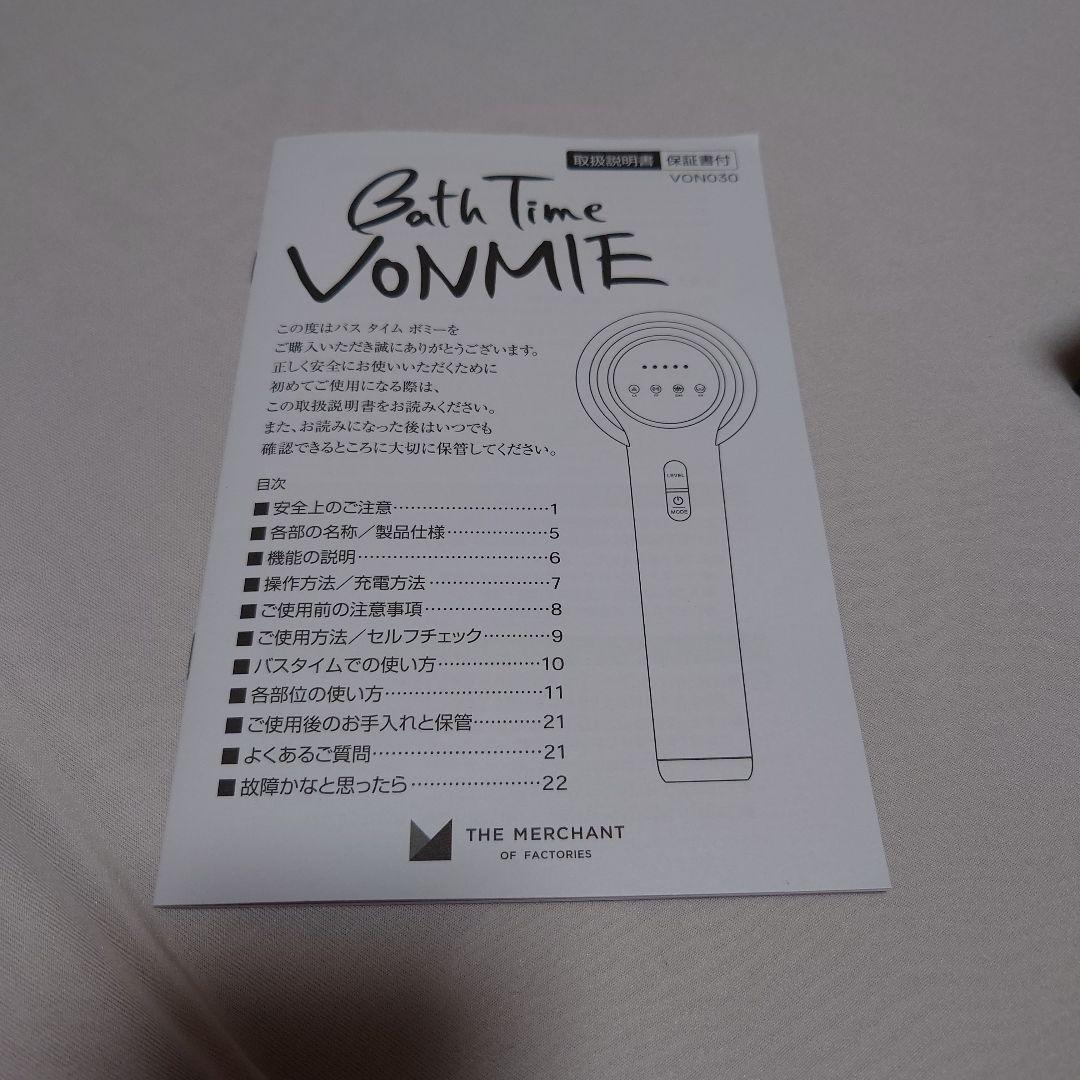 取扱説明書 保証書付
VON030
Bath Time
VONMIE
この度はバス タイム ボミーを
ご購入いただき誠にありがとうございます。
正しく安全にお使いいただくために
初めてご使用になる際は、
この取扱説明書をお読みください。
また、お読みになった後はいつでも
確認できるところに大切に保管してください。
目次
■安全上のご注意…………………………1
■各部の名称／製品仕様………………5
■機能の説明………………………………6
■操作方法／充電方法……………………7
■ご使用前の注意事項……………………8
■ご使用方法／セルフチェック…………9
■バスタイムでの使い方…………………10
■各部位の使い方…………………………11
■ご使用後のお手入れと保管…………21
■よくあるご質問…………………………21
■故障かなと思ったら……………………22
LEVEL
MODE
THE MERCHANT
OF FACTORIES